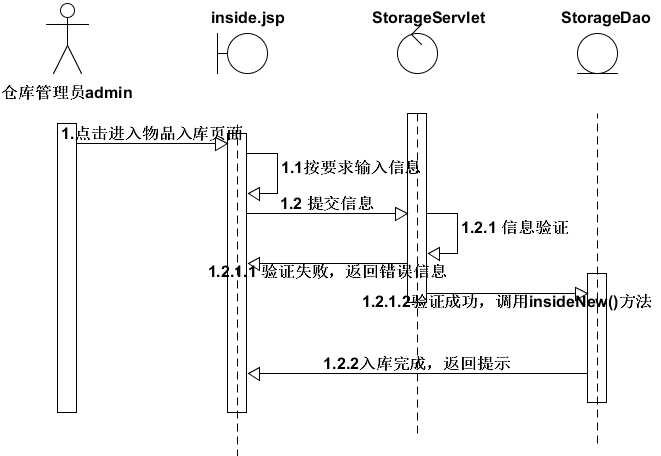 inside.jsp
StorageServlet
StorageDao
仓库管理员admin
1.点击进入物品入库页面
1.1按要求输入信息
1.2 提交信息
1.2.1 信息验证
1.2.1.1 验证失败，返回错误信息
1.2.1.2验证成功，调用insideNew()方法
1.2.2入库完成，返回提示